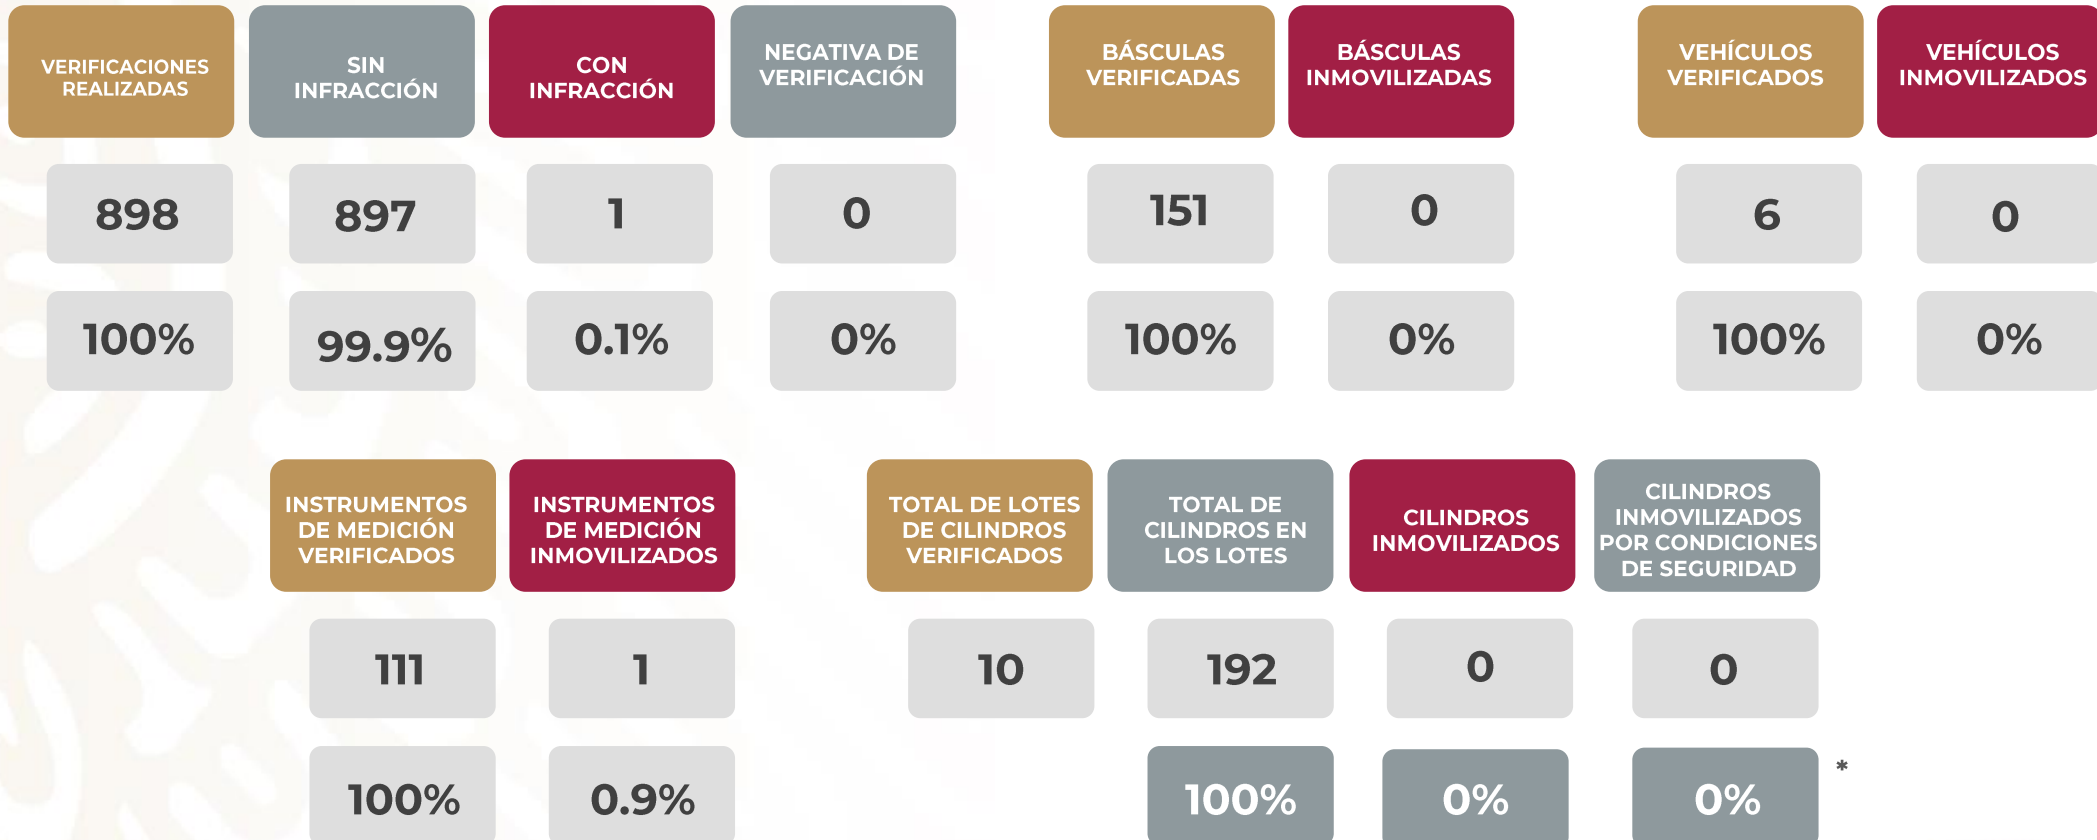 VERIFICACIONES
REALIZADAS
SIN
INFRACCIÓN
CON
INFRACCIÓN
NEGATIVA DE
VERIFICACIÓN
BÁSCULAS
VERIFICADAS
BÁSCULAS
INMOVILIZADAS
VEHÍCULOS
VERIFICADOS
VEHÍCULOS
INMOVILIZADOS
898
897
1
0
151
0
6
0
100%
99.9%
0.1%
0%
100%
0%
100%
0%
INSTRUMENTOS
DE MEDICIÓN
VERIFICADOS
INSTRUMENTOS
DE MEDICIÓN
INMOVILIZADOS
TOTAL DE LOTES
DE CILINDROS
VERIFICADOS
TOTAL DE
CILINDROS EN
LOS LOTES
CILINDROS
INMOVILIZADOS
CILINDROS
INMOVILIZADOS
POR CONDICIONES
DE SEGURIDAD
111
1
10
192
0
0
100%
0.9%
100%
0%
0%
*